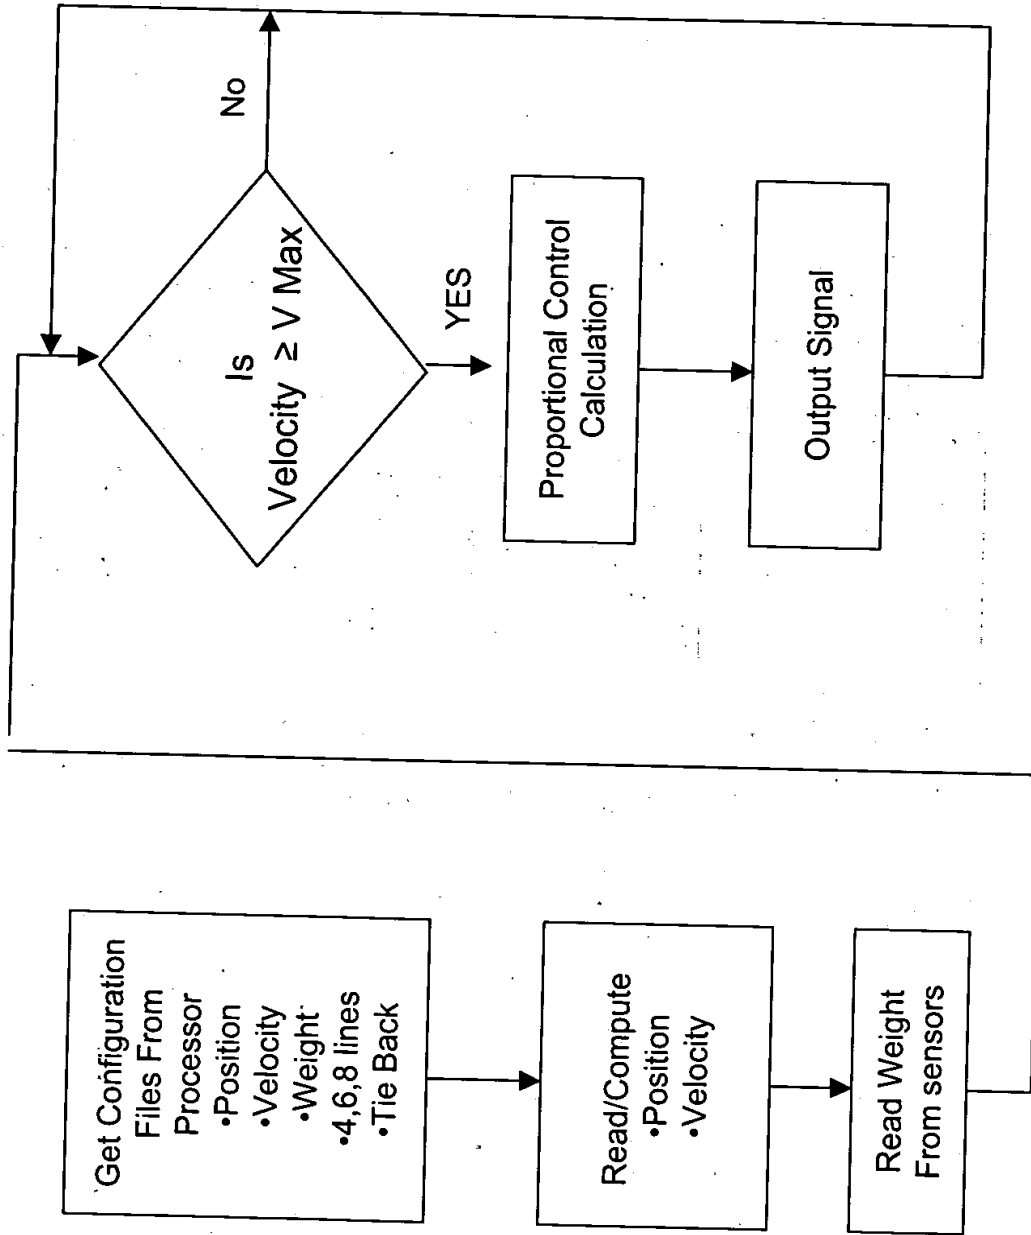 Get Configuration
Files From
Processor
•Position
•Velocity
•Weight
•4,6,8 lines
•Tie Back
Read/Compute
•Position
•Velocity
Read Weight
From sensors
Is
Velocity ≥ V Max
No
YES
Proportional Control
Calculation
Output Signal